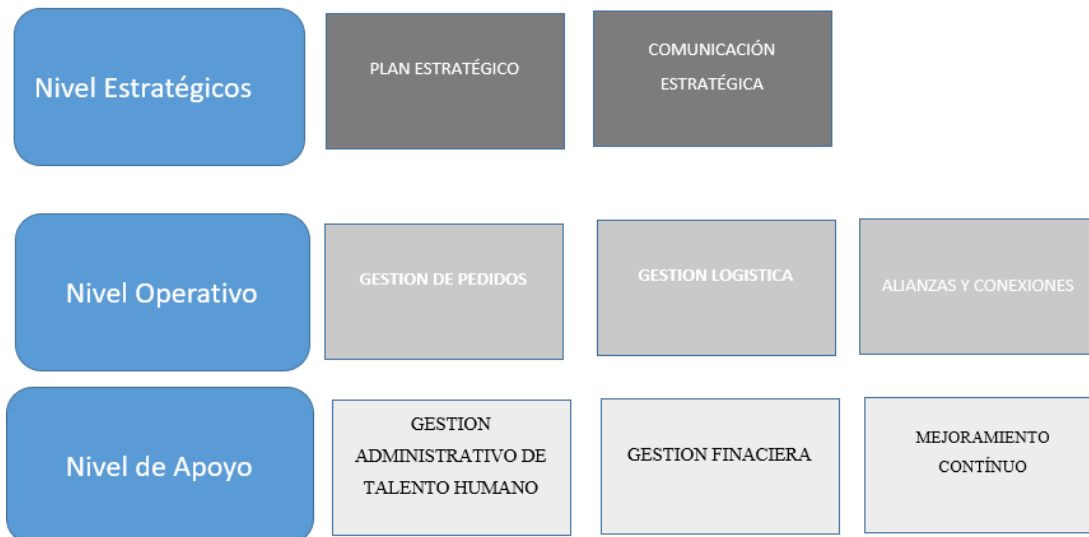 Nivel Estratégicos
PLAN ESTRATÉGICO
COMUNICACIÓN
ESTRATÉGICA
Nivel Operativo
GESTION DE PEDIDOS
GESTION LOGISTICA
ALIANZAS Y CONEXIONES
Nivel de Apoyo
GESTION
ADMINISTRATIVO DE
TALENTO HUMANO
GESTION FINACIERA
MEJORAMIENTO
CONTÍNUO